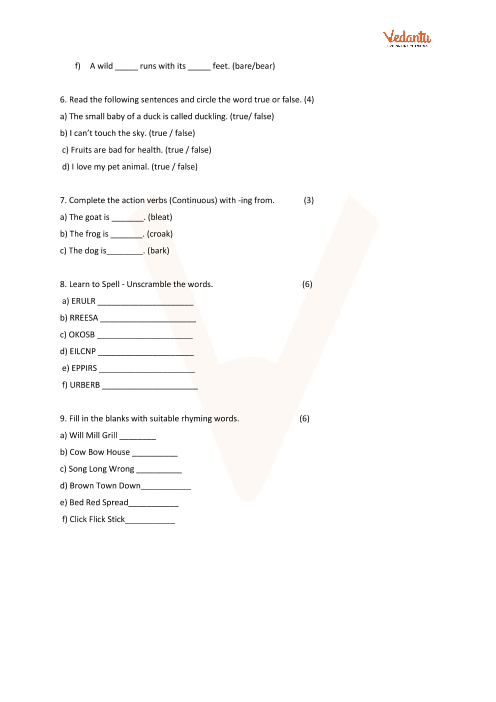 Vedantu
f) A wild _____ runs with its _____ feet. (bare/bear)
6. Read the following sentences and circle the word true or false. (4)
a) The small baby of a duck is called duckling. (true/ false)
b) I can't touch the sky. (true / false)
c) Fruits are bad for health. (true / false)
d) I love my pet animal. (true / false)
7. Complete the action verbs (Continuous) with -ing from. (3)
a) The goat is _______. (bleat)
b) The frog is _______. (croak)
c) The dog is________. (bark)
8. Learn to Spell - Unscramble the words. (6)
a) ERULR _____________________
b) RREESA _____________________
c) OKOSB _____________________
d) EILCNP _____________________
e) EPPIRS _____________________
f) URBERB _____________________
9. Fill in the blanks with suitable rhyming words. (6)
a) Will Mill Grill ________
b) Cow Bow House __________
c) Song Long Wrong __________
d) Brown Town Down___________
e) Bed Red Spread___________
f) Click Flick Stick___________